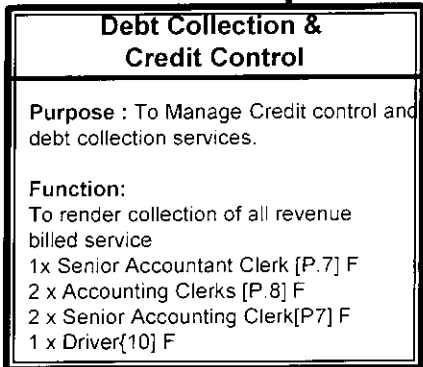 Debt Collection &
Credit Control
Purpose : To Manage Credit control and
debt collection services.
Function:
To render collection of all revenue
billed service
1x Senior Accountant Clerk [P.7] F
2 x Accounting Clerks [P.8] F
2 x Senior Accounting Clerk[P7] F
1 x Driver{10] F